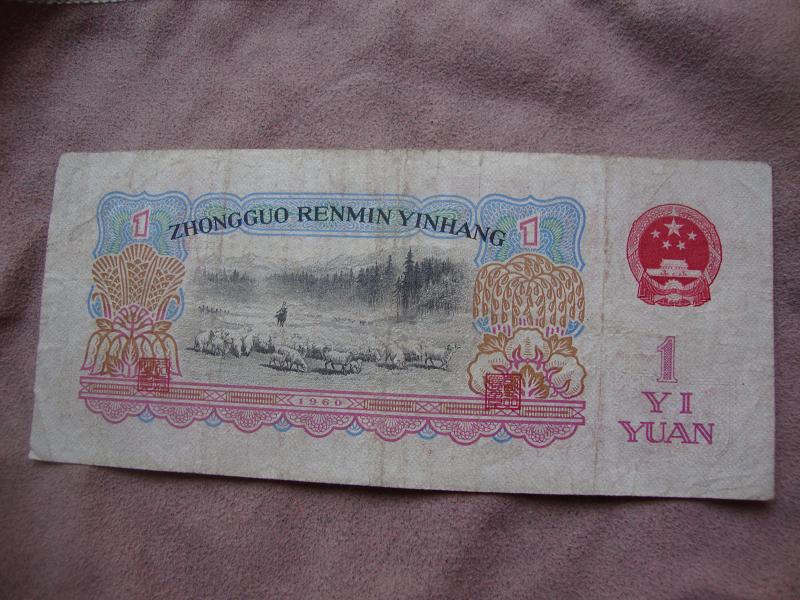 1
ZHONGGUO RENMIN YINHANG
1
1960
1
YI
YUAN